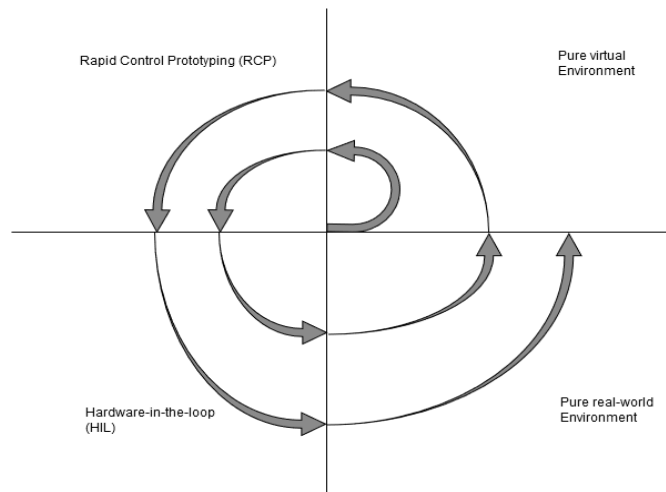 Rapid Control Prototyping (RCP)
Pure virtual
Environment
Hardware-in-the-loop
(HIL)
Pure real-world
Environment